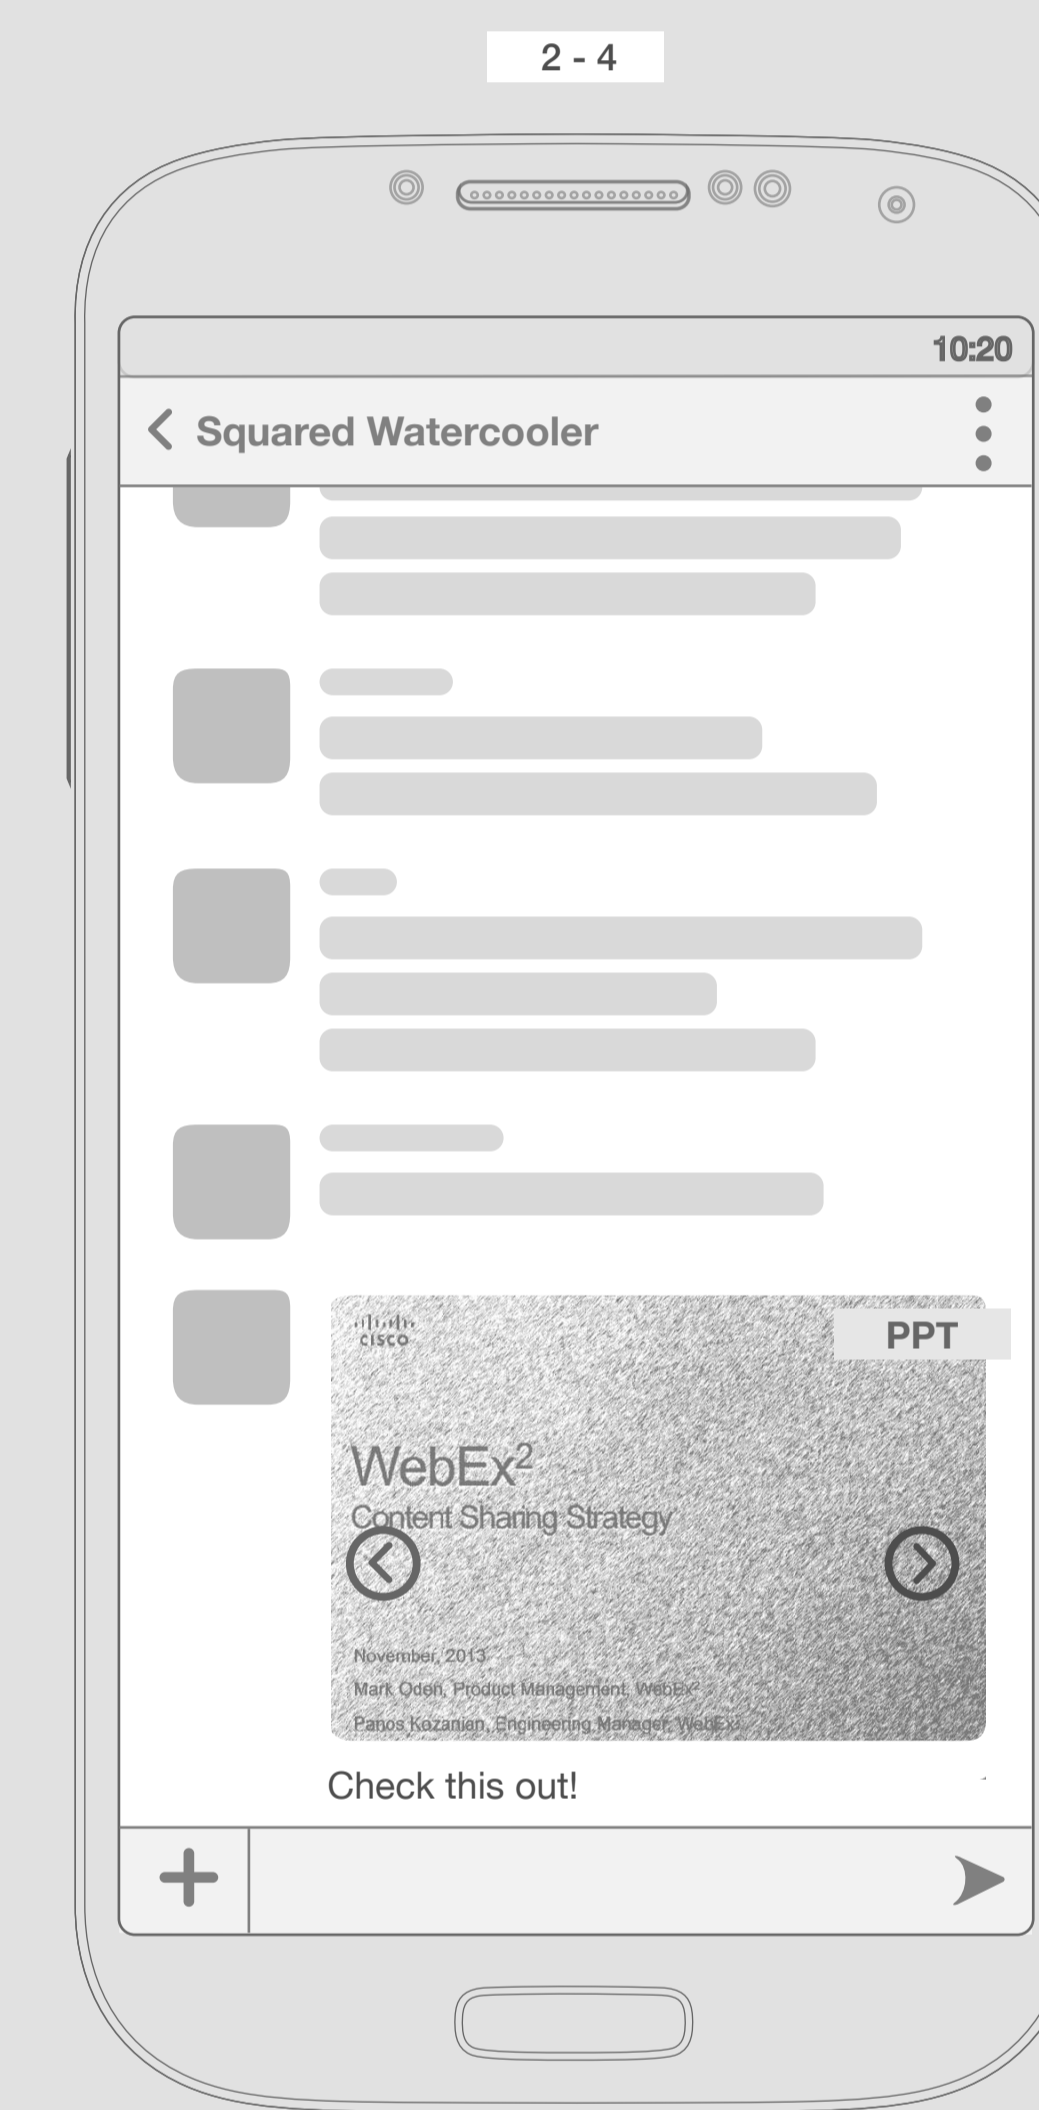 2 - 4
10:20
Squared Watercooler
CISCO
PPT
WebEx²
Content Sharing Strategy
November, 2013
Mark Oden, Product Management, WebEx²
Panos Kozanian, Engineering Manager, WebEx²
Check this out!